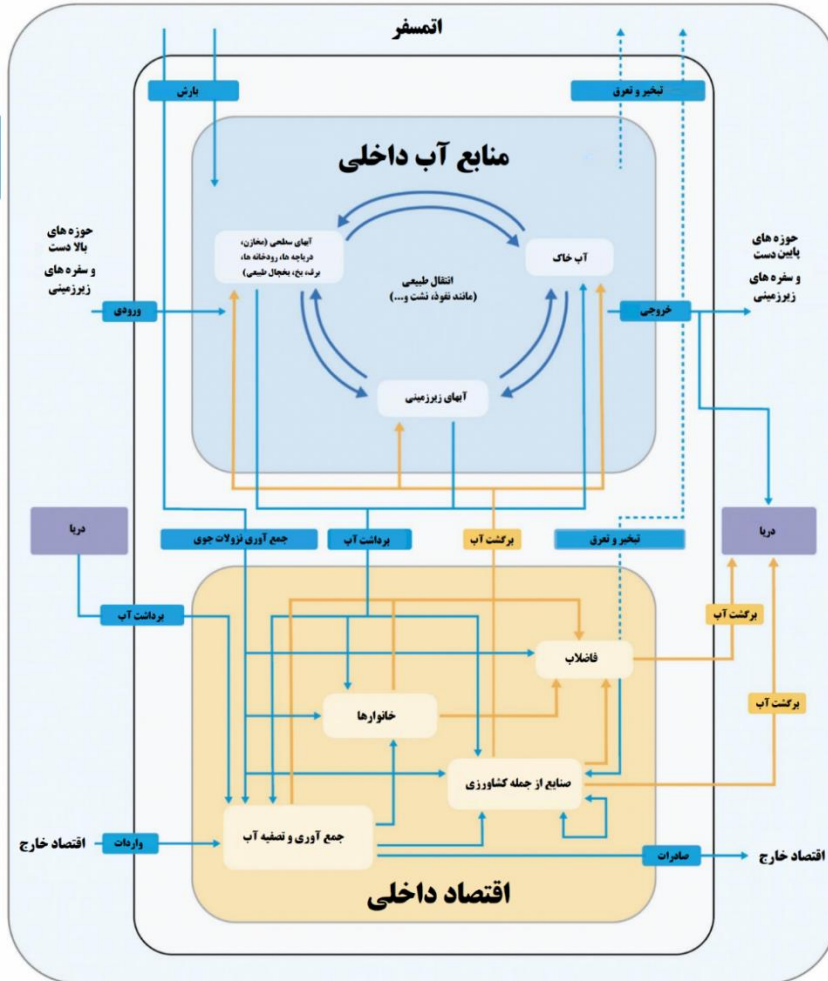 اتمسفر
بارش
تبخیر و تعرق
منابع آب داخلی
حوزه های
بالا دست
و سفره های
زیرزمینی
ورودی
آبهای سطحی (مخازن،
دریاچه ها، رودخانه ها،
برف، یخ، یخچال طبیعی)
انتقال طبیعی
(مانند نفوذ، نشت و...)
آب خاک
آبهای زیرزمینی
خروجی
حوزه های
پایین دست
و سفره های
زیرزمینی
دریا
جمع آوری نزولات جوی
برداشت آب
برگشت آب
تبخیر و تعرق
دریا
برداشت آب
برگشت آب
برگشت آب
فاضلاب
خانوارها
صنایع از جمله کشاورزی
جمع آوری و تصفیه آب
اقتصاد خارج
واردات
صادرات
اقتصاد خارج
اقتصاد داخلی